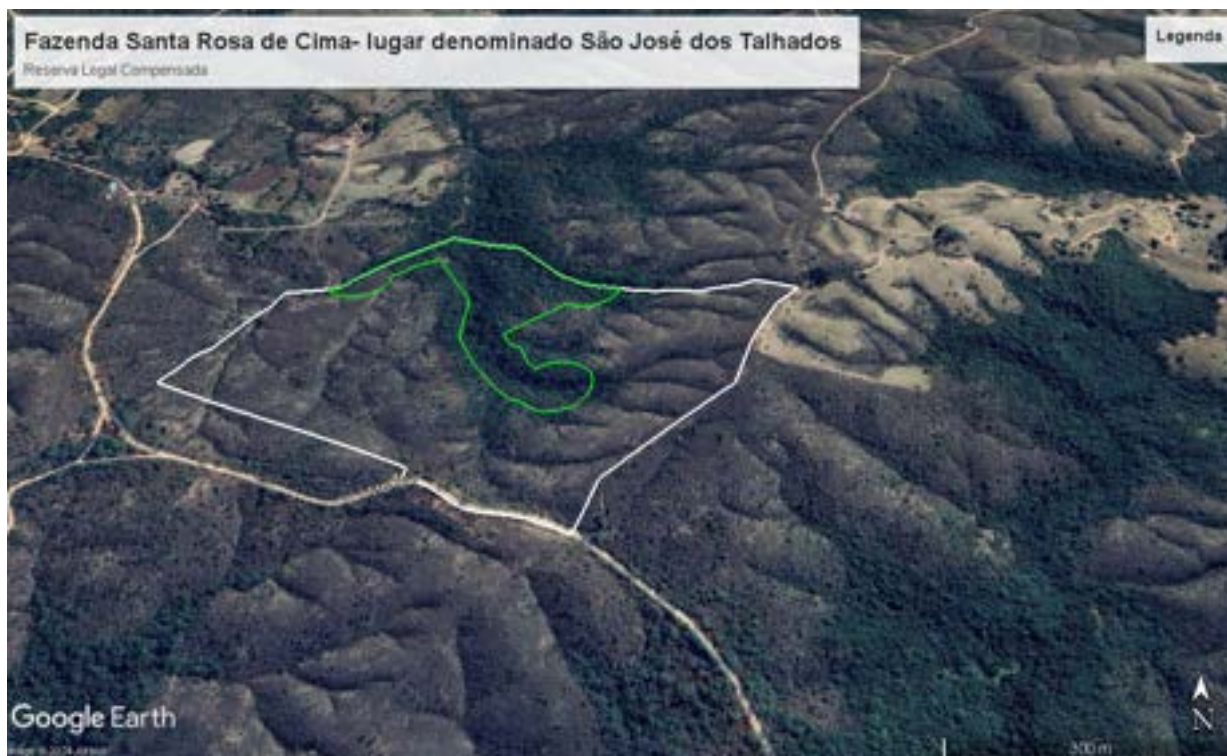 Fazenda Santa Rosa de Cima- lugar denominado São José dos Talhados
Reserva Legal Compensada
Legenda
Google Earth
N
300 m